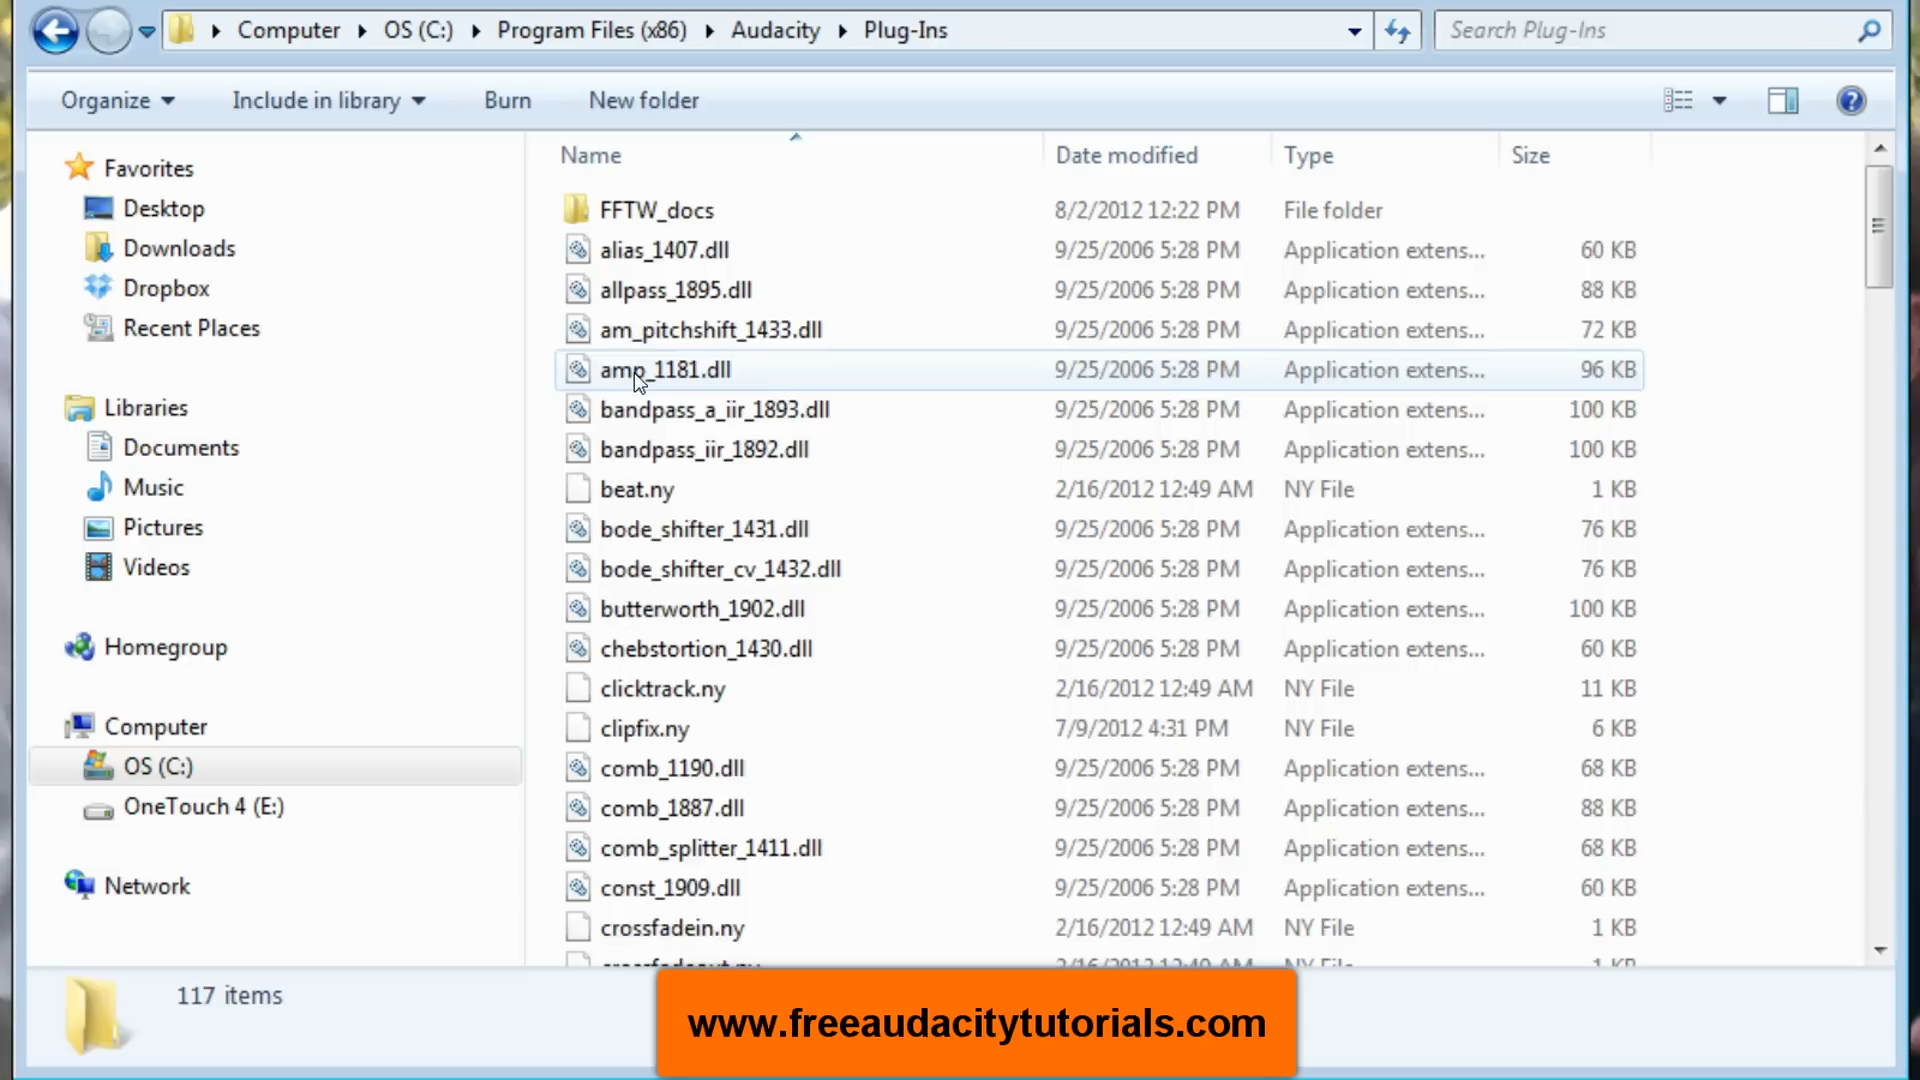 Computer OS (C:) Program Files (x86) Audacity Plug-Ins Search Plug-Ins
Organize Include in library Burn New folder
Favorites
Desktop
Downloads
Dropbox
Recent Places
Libraries
Documents
Music
Pictures
Videos
Homegroup
Computer
OS (C:)
OneTouch 4 (E:)
Network
Name Date modified Type Size
FFTW_docs 8/2/2012 12:22 PM File folder
alias_1407.dll 9/25/2006 5:28 PM Application extens... 60 KB
allpass_1895.dll 9/25/2006 5:28 PM Application extens... 88 KB
am_pitchshift_1433.dll 9/25/2006 5:28 PM Application extens... 72 KB
amp_1181.dll 9/25/2006 5:28 PM Application extens... 96 KB
bandpass_a_iir_1893.dll 9/25/2006 5:28 PM Application extens... 100 KB
bandpass_iir_1892.dll 9/25/2006 5:28 PM Application extens... 100 KB
beat.ny 2/16/2012 12:49 AM NY File 1 KB
bode_shifter_1431.dll 9/25/2006 5:28 PM Application extens... 76 KB
bode_shifter_cv_1432.dll 9/25/2006 5:28 PM Application extens... 76 KB
butterworth_1902.dll 9/25/2006 5:28 PM Application extens... 100 KB
chebstortion_1430.dll 9/25/2006 5:28 PM Application extens... 60 KB
clicktrack.ny 2/16/2012 12:49 AM NY File 11 KB
clipfix.ny 7/9/2012 4:31 PM NY File 6 KB
comb_1190.dll 9/25/2006 5:28 PM Application extens... 68 KB
comb_1887.dll 9/25/2006 5:28 PM Application extens... 88 KB
comb_splitter_1411.dll 9/25/2006 5:28 PM Application extens... 68 KB
const_1909.dll 9/25/2006 5:28 PM Application extens... 60 KB
crossfadein.ny 2/16/2012 12:49 AM NY File 1 KB
117 items
www.freeaudacitytutorials.com